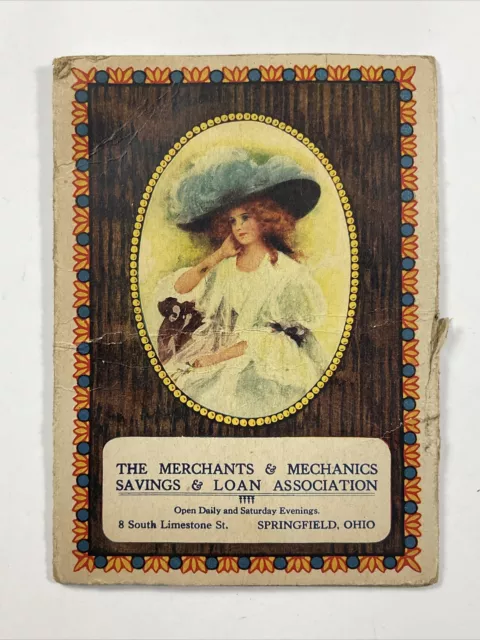 THE MERCHANTS & MECHANICS
SAVINGS & LOAN ASSOCIATION
Open Daily and Saturday Evenings.
8 South Limestone St. SPRINGFIELD, OHIO